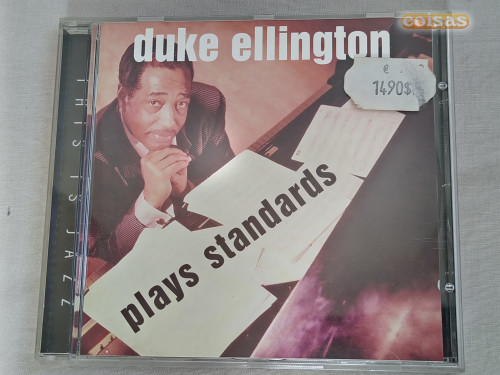 coisas
duke ellington
€
1490$
plays standards
THIS IS JAZZ